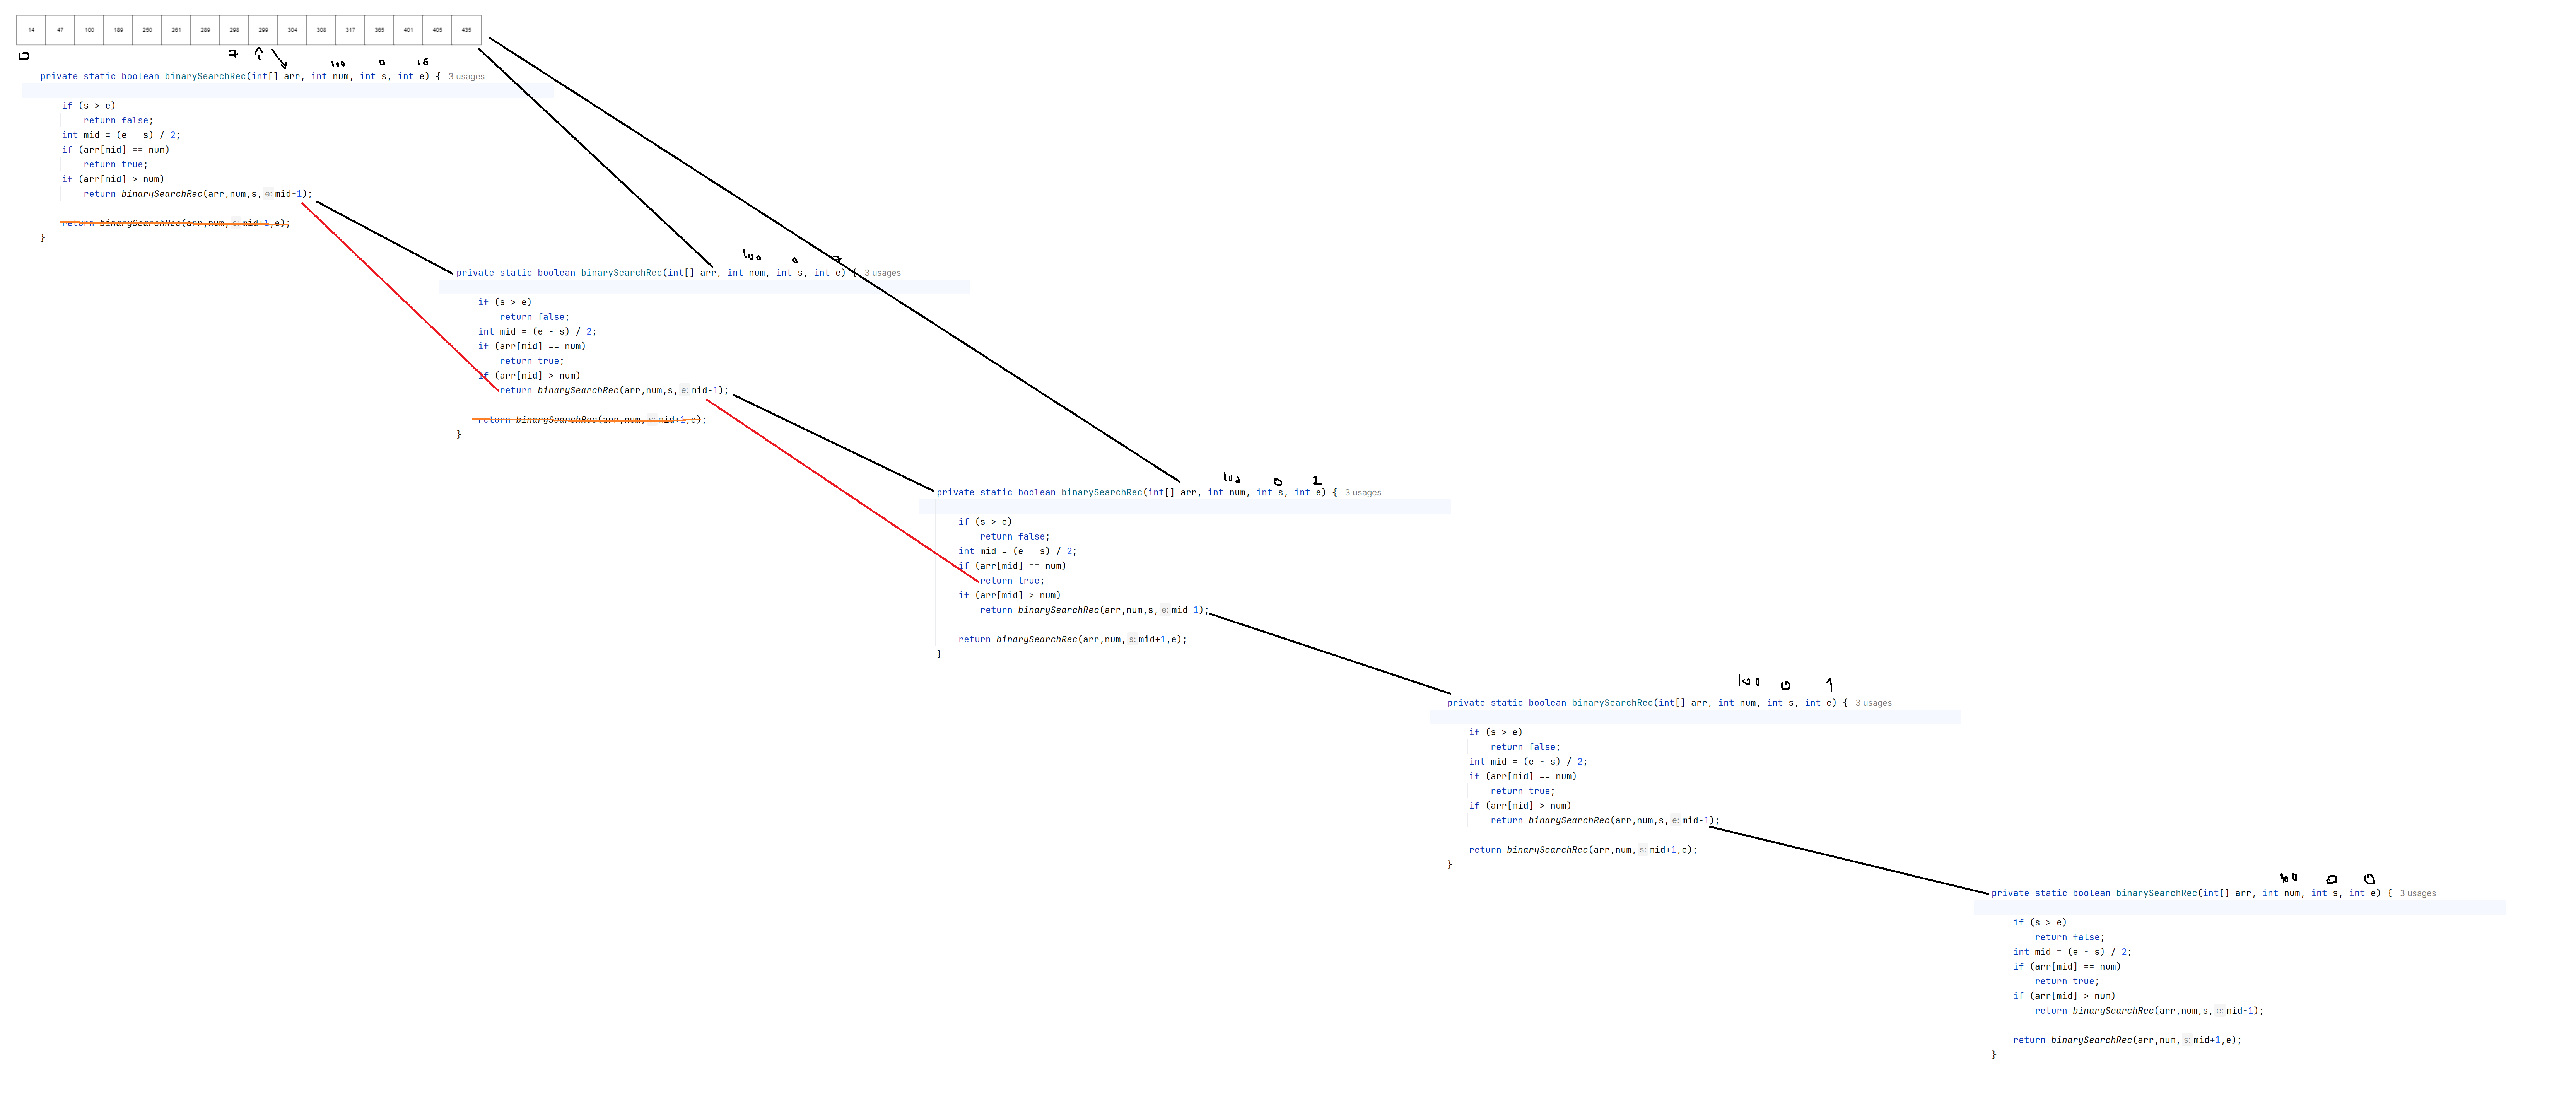 14 47 100 189 250 261 289 298 299 304 308 317 365 401 405 435
0 7
100 0 16
private static boolean binarySearchRec(int[] arr, int num, int s, int e) { 3 usages
if (s > e)
return false;
int mid = (e - s) / 2;
if (arr[mid] == num)
return true;
if (arr[mid] > num)
return binarySearchRec(arr,num,s, e: mid-1);
return binarySearchRec(arr,num, s: mid+1,e);
}
100 0 7
private static boolean binarySearchRec(int[] arr, int num, int s, int e) { 3 usages
if (s > e)
return false;
int mid = (e - s) / 2;
if (arr[mid] == num)
return true;
if (arr[mid] > num)
return binarySearchRec(arr,num,s, e: mid-1);
return binarySearchRec(arr,num, s: mid+1,e);
}
100 0 2
private static boolean binarySearchRec(int[] arr, int num, int s, int e) { 3 usages
if (s > e)
return false;
int mid = (e - s) / 2;
if (arr[mid] == num)
return true;
if (arr[mid] > num)
return binarySearchRec(arr,num,s, e: mid-1);
return binarySearchRec(arr,num, s: mid+1,e);
}
100 0 1
private static boolean binarySearchRec(int[] arr, int num, int s, int e) { 3 usages
if (s > e)
return false;
int mid = (e - s) / 2;
if (arr[mid] == num)
return true;
if (arr[mid] > num)
return binarySearchRec(arr,num,s, e: mid-1);
return binarySearchRec(arr,num, s: mid+1,e);
}
100 0 0
private static boolean binarySearchRec(int[] arr, int num, int s, int e) { 3 usages
if (s > e)
return false;
int mid = (e - s) / 2;
if (arr[mid] == num)
return true;
if (arr[mid] > num)
return binarySearchRec(arr,num,s, e: mid-1);
return binarySearchRec(arr,num, s: mid+1,e);
}